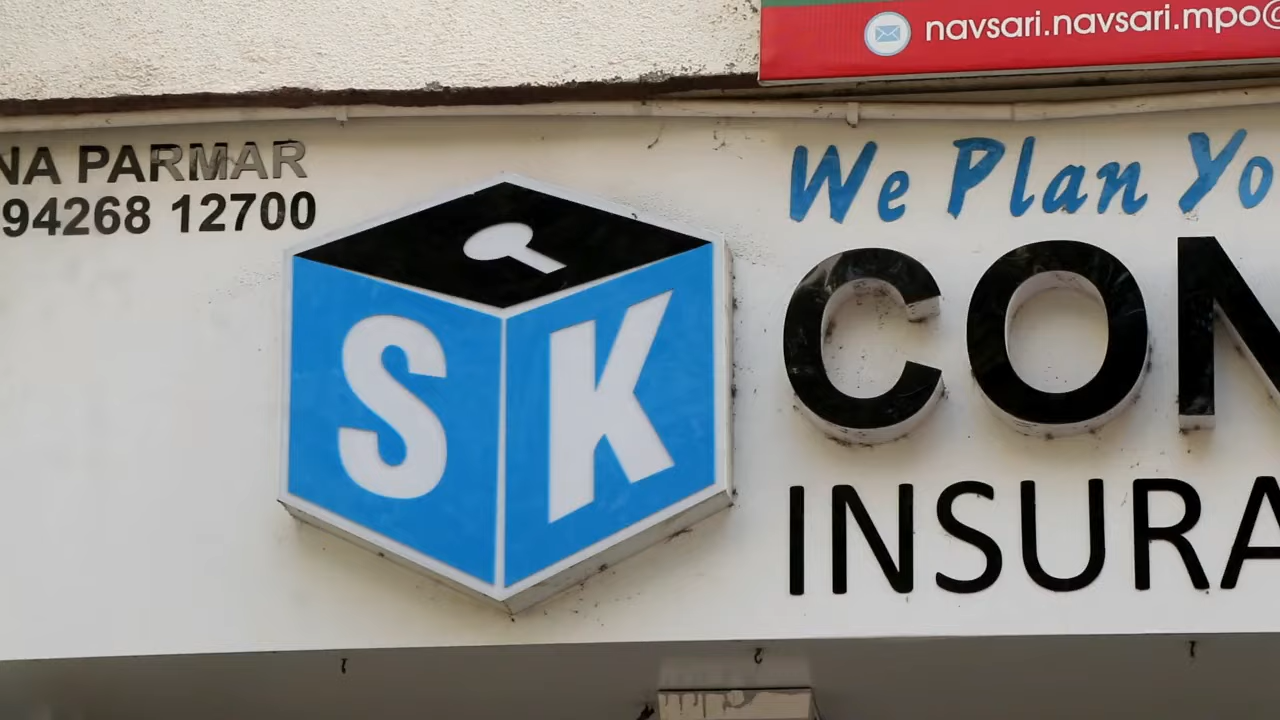 navsari.navsari.mpo@
NA PARMAR
94268 12700
We Plan Yo
SK
CON
INSURA